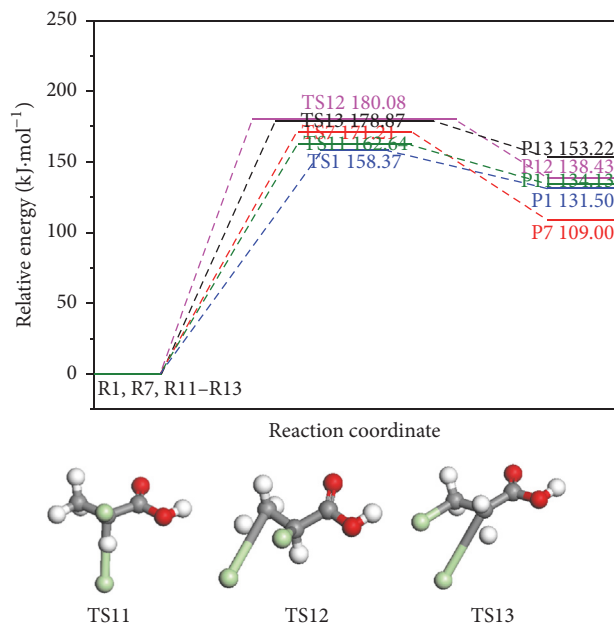 250
200
150
100
50
0
Relative energy (kJ·mol−1)
TS12 180.08
TS13 178.87
TS7 171.21
TS11 162.64
TS1 158.37
P13 153.22
P12 138.43
P11 134.13
P1 131.50
P7 109.00
R1, R7, R11–R13
Reaction coordinate
TS11 TS12 TS13